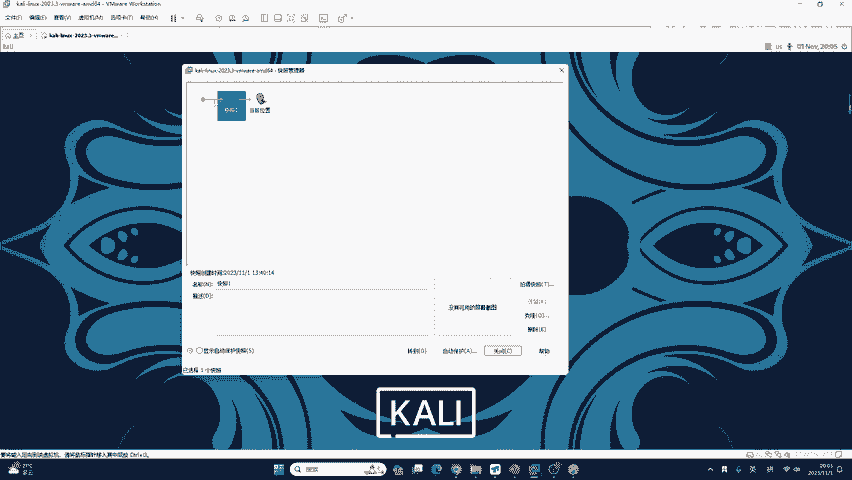 kali-linux-2023.3-vmware-amd64 - VMware Workstation
文件(F) 编辑(E) 查看(V) 虚拟机(M) 选项卡(T) 帮助(H)
主页 kali-linux-2023.3-vmware...
US 01 Nov, 20:05
kali-linux-2023.3-vmware-amd64 - 快照管理器
快照1
当前位置
快照创建时间:2023/11/1 13:49:14
名称(N): 快照1
描述(D):
拍摄快照(T)...
没有可用的屏幕截图
克隆(O)...
删除(E)
显示自动保护快照(S)
转到(G) 自动保护(A)... 关闭(C) 帮助
已选择 1 个快照
KALI
要将输入定向到该虚拟机，请将鼠标指针移入其中或按 Ctrl+G。
搜索
20:05
2023/11/1